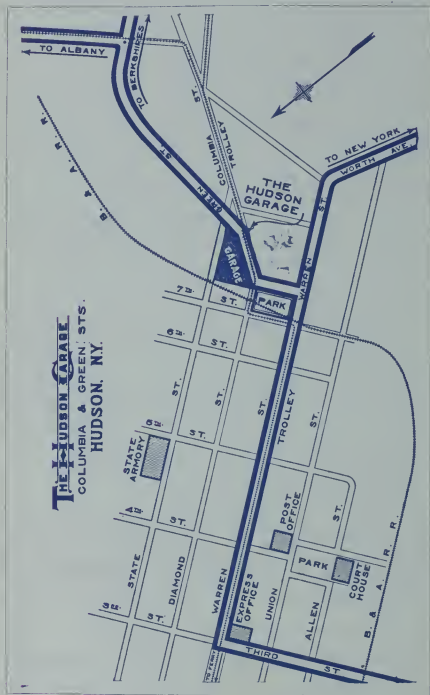 TO ALBANY
TO BERKSHIRES
B. & A. R. R.
GREEN
ST.
COLUMBIA
ST.
TROLLEY
TO NEW YORK
WORTH AVE.
THE
HUDSON
GARAGE
GARAGE
WARREN
ST.
PARK
7TH
ST.
6TH
ST.
5TH
ST.
4TH
ST.
3RD
ST.
THE HUDSON GARAGE
COLUMBIA & GREEN STS.
HUDSON, N.Y.
STATE
ARMORY
STATE
ST.
DIAMOND
ST.
WARREN
ST.
TROLLEY
UNION
ST.
ALLEN
ST.
POST
OFFICE
PARK
COURT
HOUSE
EXPRESS
OFFICE
TO FERRY
THIRD
ST.
B. & A. R. R.